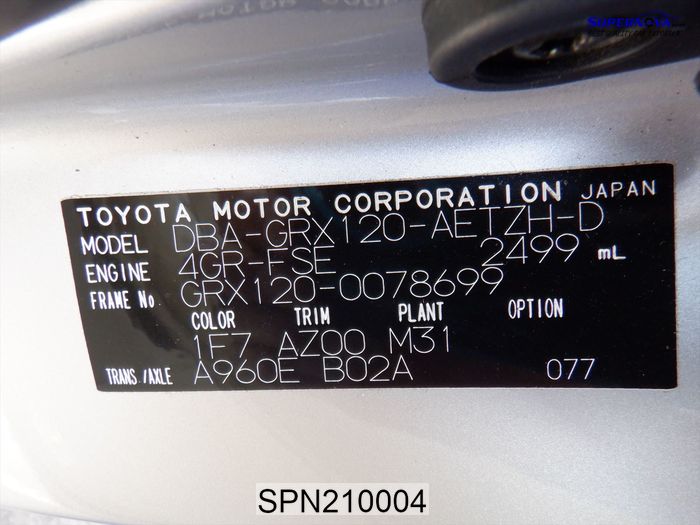 SUPERNOVA
TOYOTA MOTOR CORPORATION JAPAN
MODEL DBA-GRX120-AETZH-D
ENGINE 4GR-FSE 2499 mL
FRAME No. GRX120-0078699
COLOR TRIM PLANT OPTION
1F7 AZ00 M31
TRANS./AXLE A960E B02A 077
SPN210004